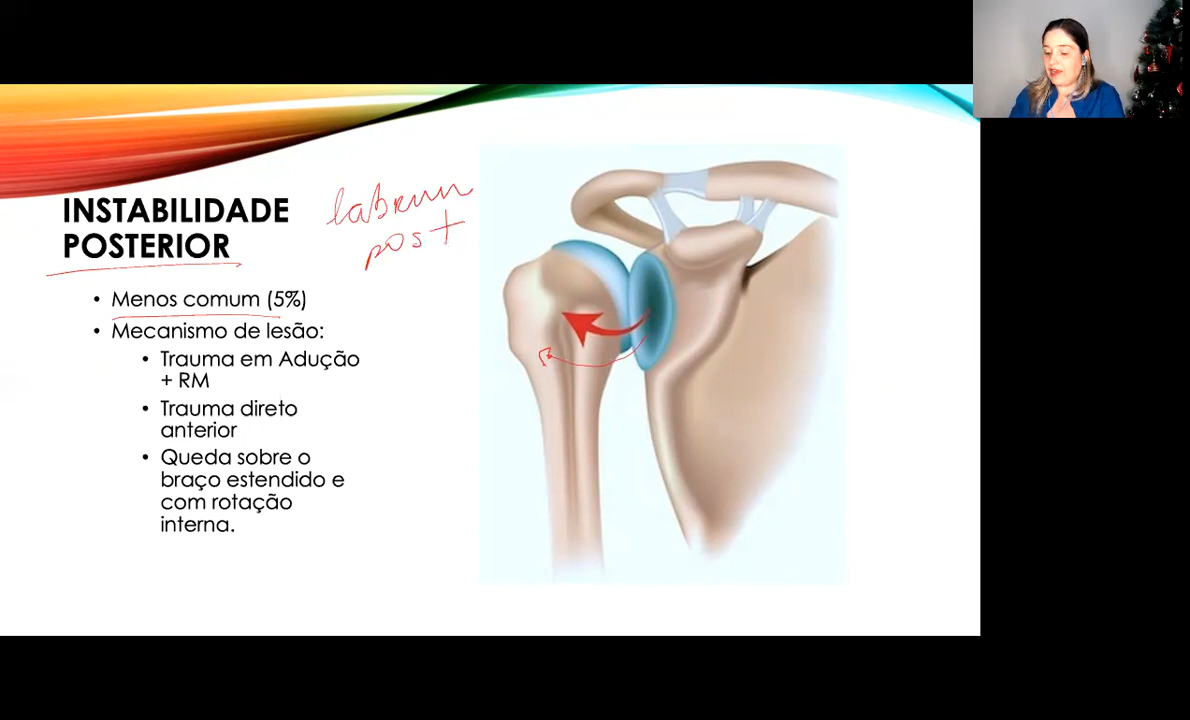 INSTABILIDADE
POSTERIOR
labrum
post
• Menos comum (5%)
• Mecanismo de lesão:
• Trauma em Adução
+ RM
• Trauma direto
anterior
• Queda sobre o
braço estendido e
com rotação
interna.